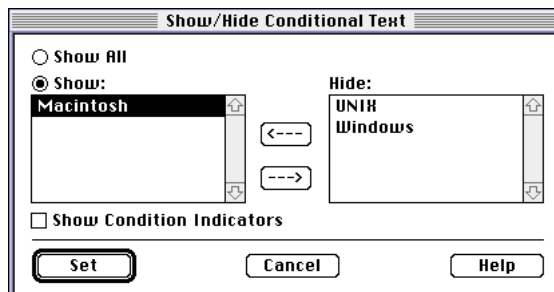 Show/Hide Conditional Text
Show All
Show:
Hide:
Macintosh
UNIX
Windows
<---
--->
Show Condition Indicators
Set
Cancel
Help